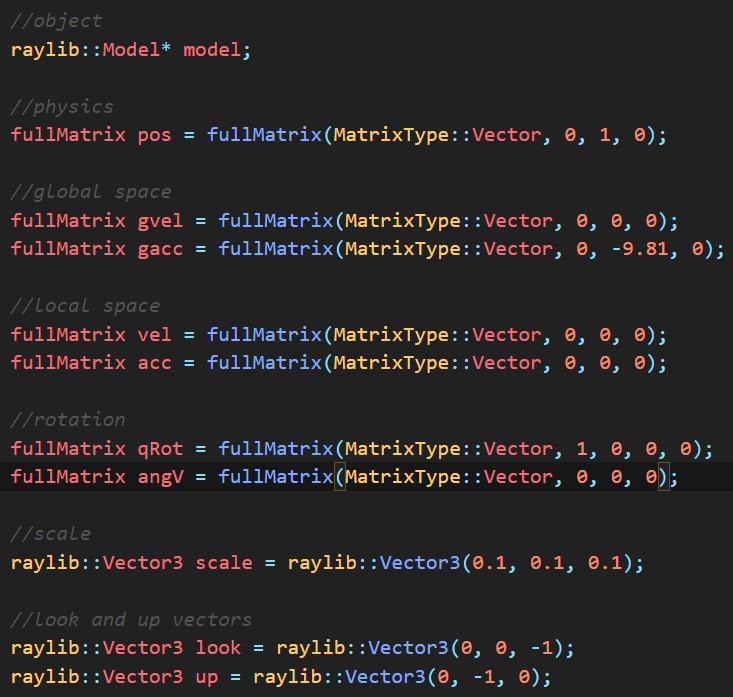 //object
raylib::Model* model;
//physics
fullMatrix pos = fullMatrix(MatrixType::Vector, 0, 1, 0);
//global space
fullMatrix gvel = fullMatrix(MatrixType::Vector, 0, 0, 0);
fullMatrix gacc = fullMatrix(MatrixType::Vector, 0, -9.81, 0);
//local space
fullMatrix vel = fullMatrix(MatrixType::Vector, 0, 0, 0);
fullMatrix acc = fullMatrix(MatrixType::Vector, 0, 0, 0);
//rotation
fullMatrix qRot = fullMatrix(MatrixType::Vector, 1, 0, 0, 0);
fullMatrix angV = fullMatrix(MatrixType::Vector, 0, 0, 0);
//scale
raylib::Vector3 scale = raylib::Vector3(0.1, 0.1, 0.1);
//look and up vectors
raylib::Vector3 look = raylib::Vector3(0, 0, -1);
raylib::Vector3 up = raylib::Vector3(0, -1, 0);